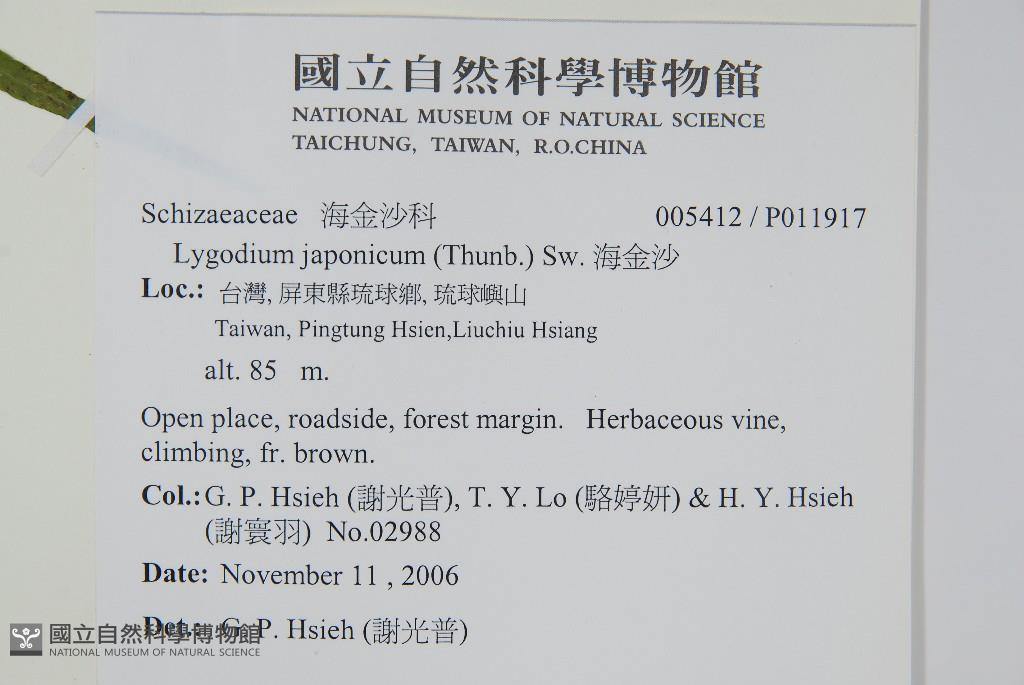 國立自然科學博物館
NATIONAL MUSEUM OF NATURAL SCIENCE
TAICHUNG, TAIWAN, R.O.CHINA
Schizaeaceae 海金沙科 005412 / P011917
Lygodium japonicum (Thunb.) Sw. 海金沙
Loc.: 台灣, 屏東縣琉球鄉, 琉球嶼山
Taiwan, Pingtung Hsien,Liuchiu Hsiang
alt. 85 m.
Open place, roadside, forest margin. Herbaceous vine,
climbing, fr. brown.
Col.: G. P. Hsieh (謝光普), T. Y. Lo (駱婷妍) & H. Y. Hsieh
(謝寰羽) No.02988
Date: November 11 , 2006
Det.: G. P. Hsieh (謝光普)
國立自然科學博物館
NATIONAL MUSEUM OF NATURAL SCIENCE